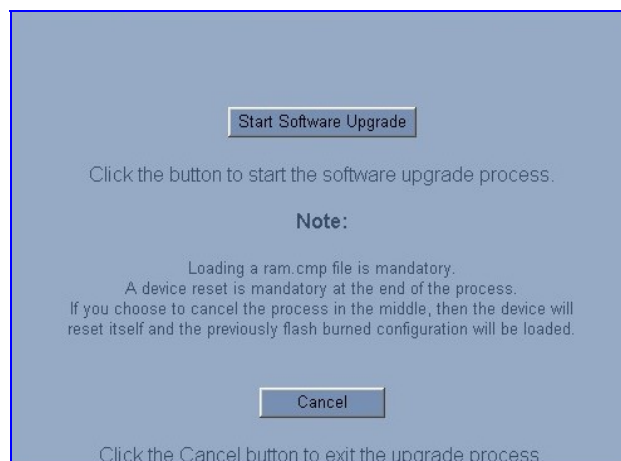 Start Software Upgrade
Click the button to start the software upgrade process.
Note:
Loading a ram.cmp file is mandatory.
A device reset is mandatory at the end of the process.
If you choose to cancel the process in the middle, then the device will
reset itself and the previously flash burned configuration will be loaded.
Cancel
Click the Cancel button to exit the upgrade process.